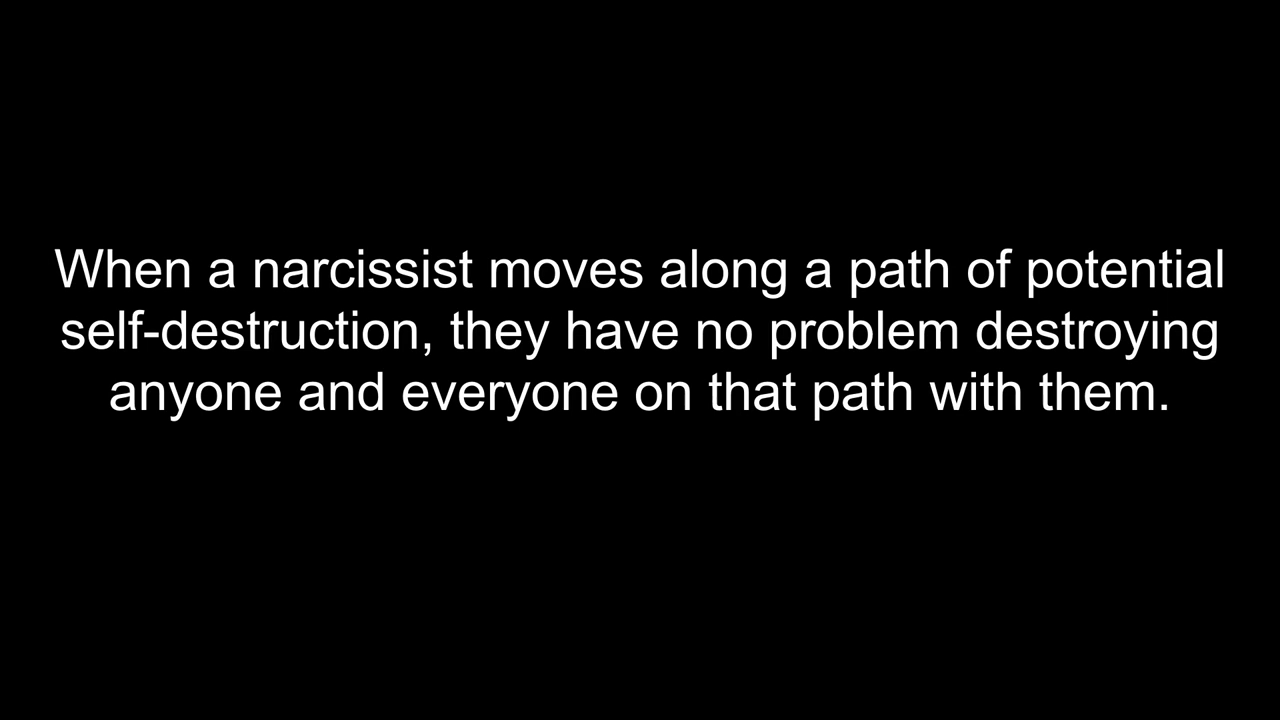 When a narcissist moves along a path of potential
self-destruction, they have no problem destroying
anyone and everyone on that path with them.